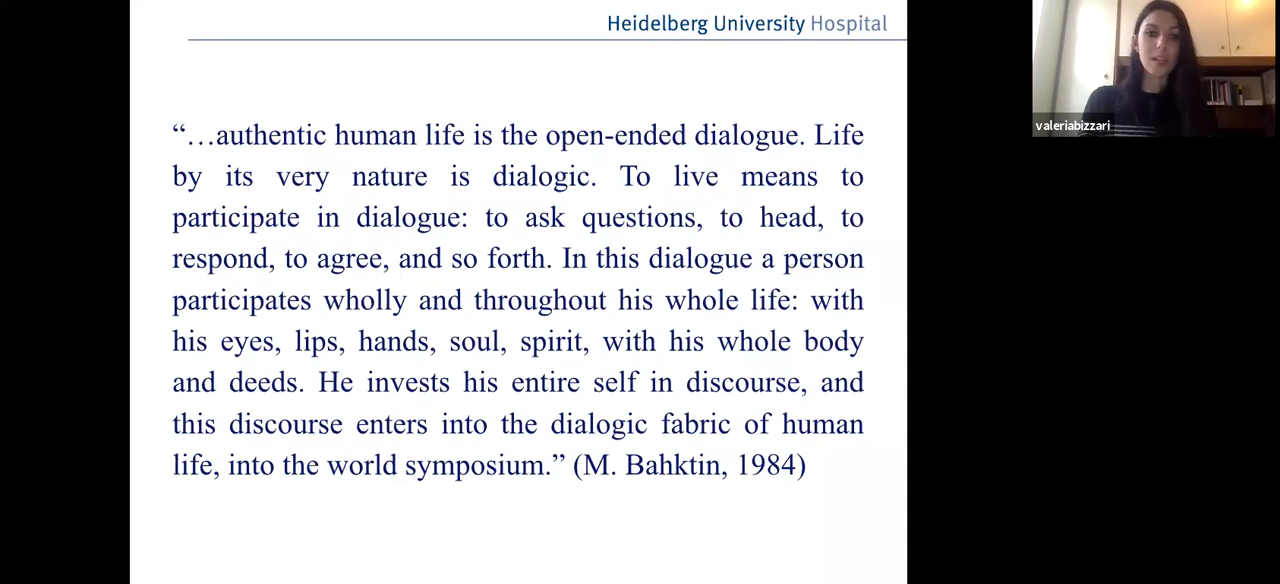 Heidelberg University Hospital
“…authentic human life is the open-ended dialogue. Life
by its very nature is dialogic. To live means to
participate in dialogue: to ask questions, to head, to
respond, to agree, and so forth. In this dialogue a person
participates wholly and throughout his whole life: with
his eyes, lips, hands, soul, spirit, with his whole body
and deeds. He invests his entire self in discourse, and
this discourse enters into the dialogic fabric of human
life, into the world symposium.” (M. Bahktin, 1984)
valeriabizzari